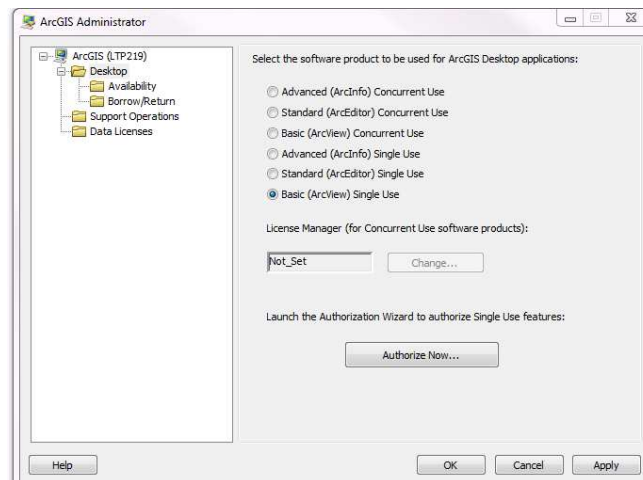 ArcGIS Administrator
ArcGIS (LTP219)
Desktop
Availability
Borrow/Return
Support Operations
Data Licenses
Select the software product to be used for ArcGIS Desktop applications:
Advanced (ArcInfo) Concurrent Use
Standard (ArcEditor) Concurrent Use
Basic (ArcView) Concurrent Use
Advanced (ArcInfo) Single Use
Standard (ArcEditor) Single Use
Basic (ArcView) Single Use
License Manager (for Concurrent Use software products):
Not_Set
Change...
Launch the Authorization Wizard to authorize Single Use features:
Authorize Now...
Help
OK
Cancel
Apply